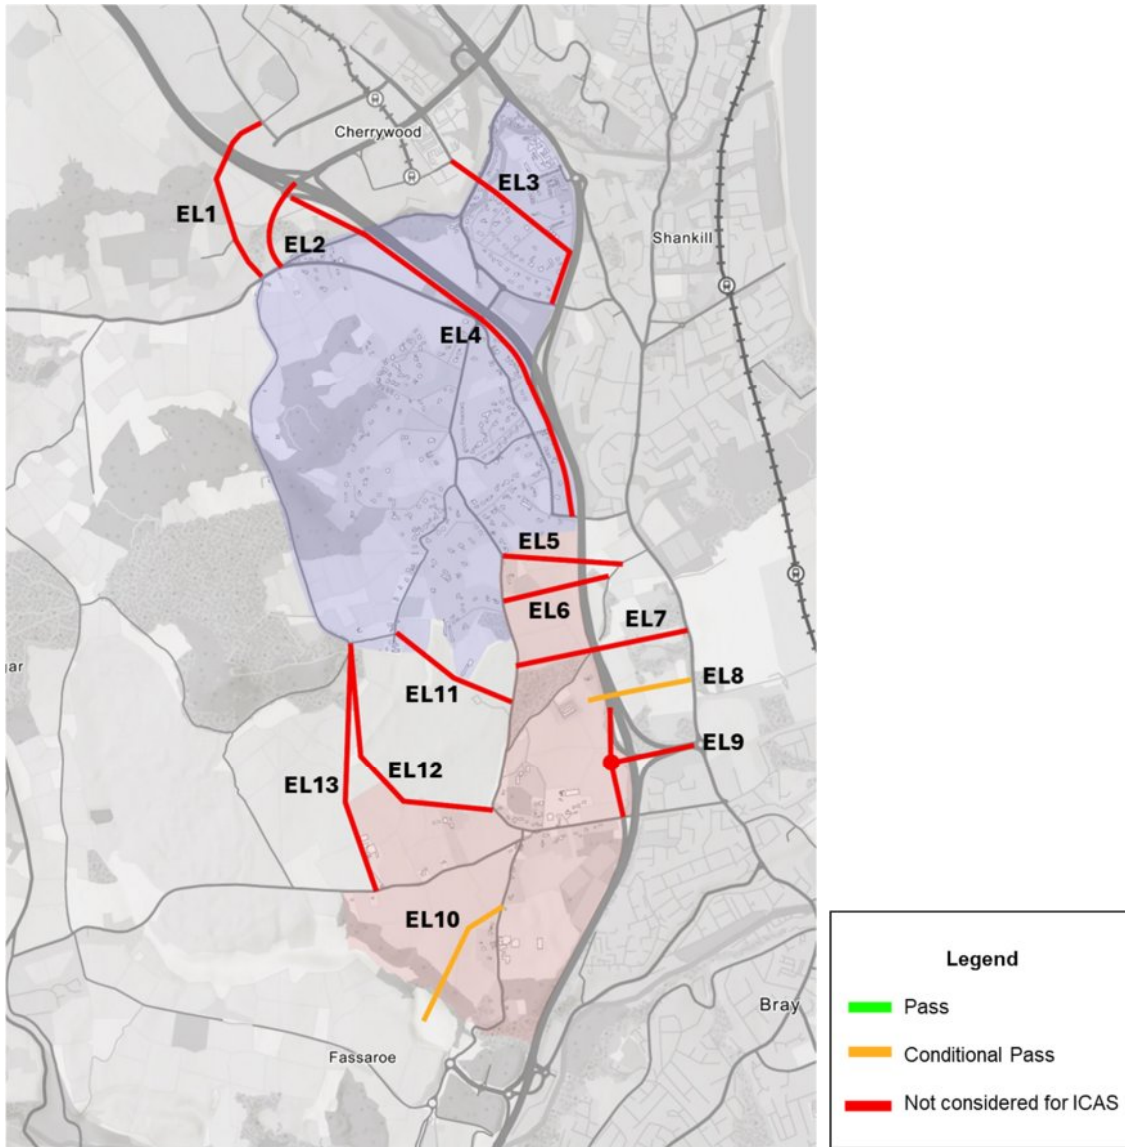 Cherrywood
EL3
EL1
Shankill
EL2
EL4
EL5
EL6
EL7
jar
EL8
EL11
EL9
EL12
EL13
EL10
Legend
Bray
Pass
Conditional Pass
Fassaroe
Not considered for ICAS